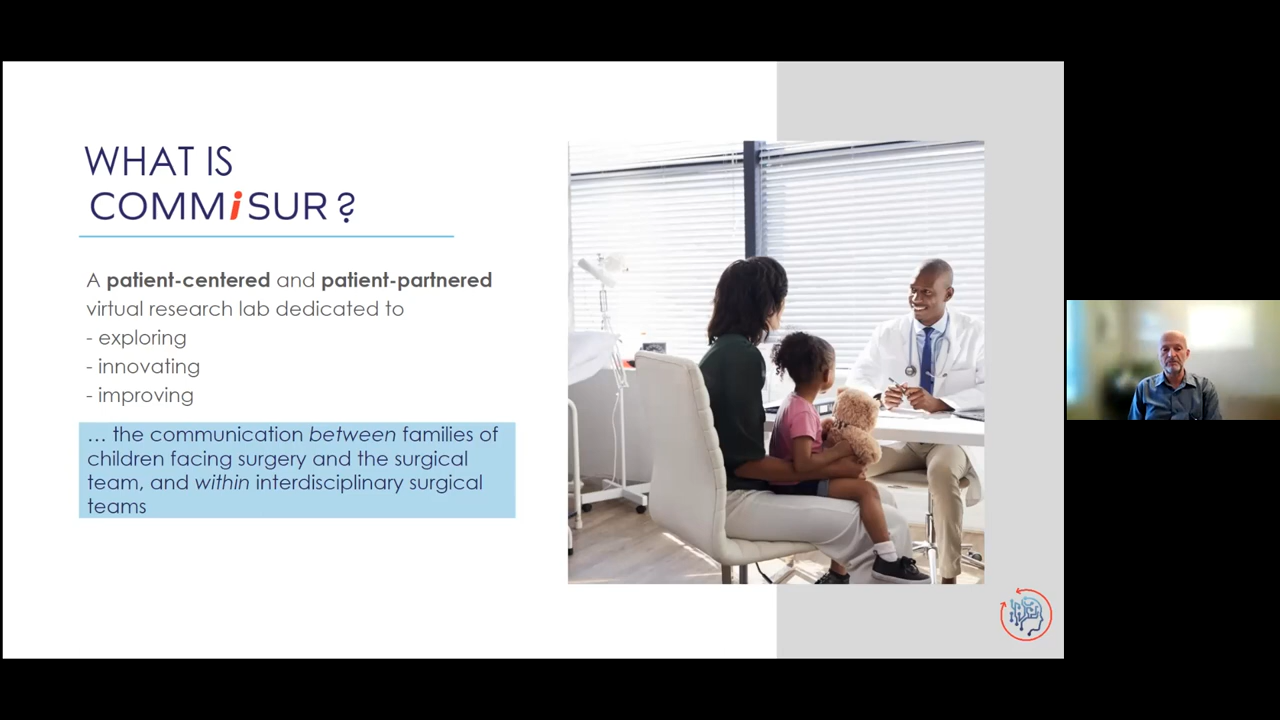 WHAT IS
COMMiSUR?
A patient-centered and patient-partnered
virtual research lab dedicated to
- exploring
- innovating
- improving
… the communication between families of
children facing surgery and the surgical
team, and within interdisciplinary surgical
teams